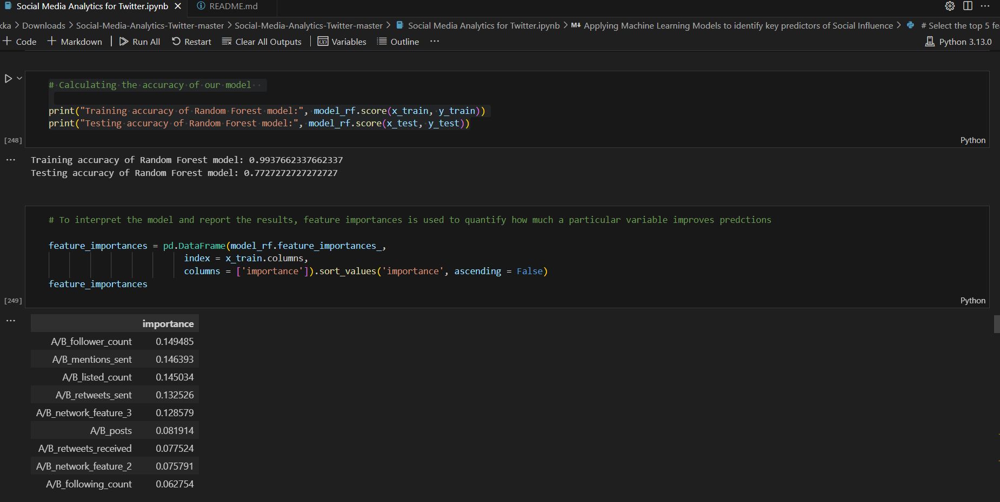 Social Media Analytics for Twitter.ipynb README.md
kka > Downloads > Social-Media-Analytics-Twitter-master > Social-Media-Analytics-Twitter-master > Social Media Analytics for Twitter.ipynb > M↓ Applying Machine Learning Models to identify key predictors of Social Influence > # Select the top 5 fe
+ Code + Markdown | Run All Restart Clear All Outputs | Variables Outline ··· Python 3.13.0
# Calculating the accuracy of our model
print("Training accuracy of Random Forest model:", model_rf.score(x_train, y_train))
print("Testing accuracy of Random Forest model:", model_rf.score(x_test, y_test))
[248] Python
Training accuracy of Random Forest model: 0.9937662337662337
Testing accuracy of Random Forest model: 0.7727272727272727
# To interpret the model and report the results, feature importances is used to quantify how much a particular variable improves predctions
feature_importances = pd.DataFrame(model_rf.feature_importances_,
index = x_train.columns,
columns = ['importance']).sort_values('importance', ascending = False)
feature_importances
[249] Python
importance
A/B_follower_count 0.149485
A/B_mentions_sent 0.146393
A/B_listed_count 0.145034
A/B_retweets_sent 0.132526
A/B_network_feature_3 0.128579
A/B_posts 0.081914
A/B_retweets_received 0.077524
A/B_network_feature_2 0.075791
A/B_following_count 0.062754